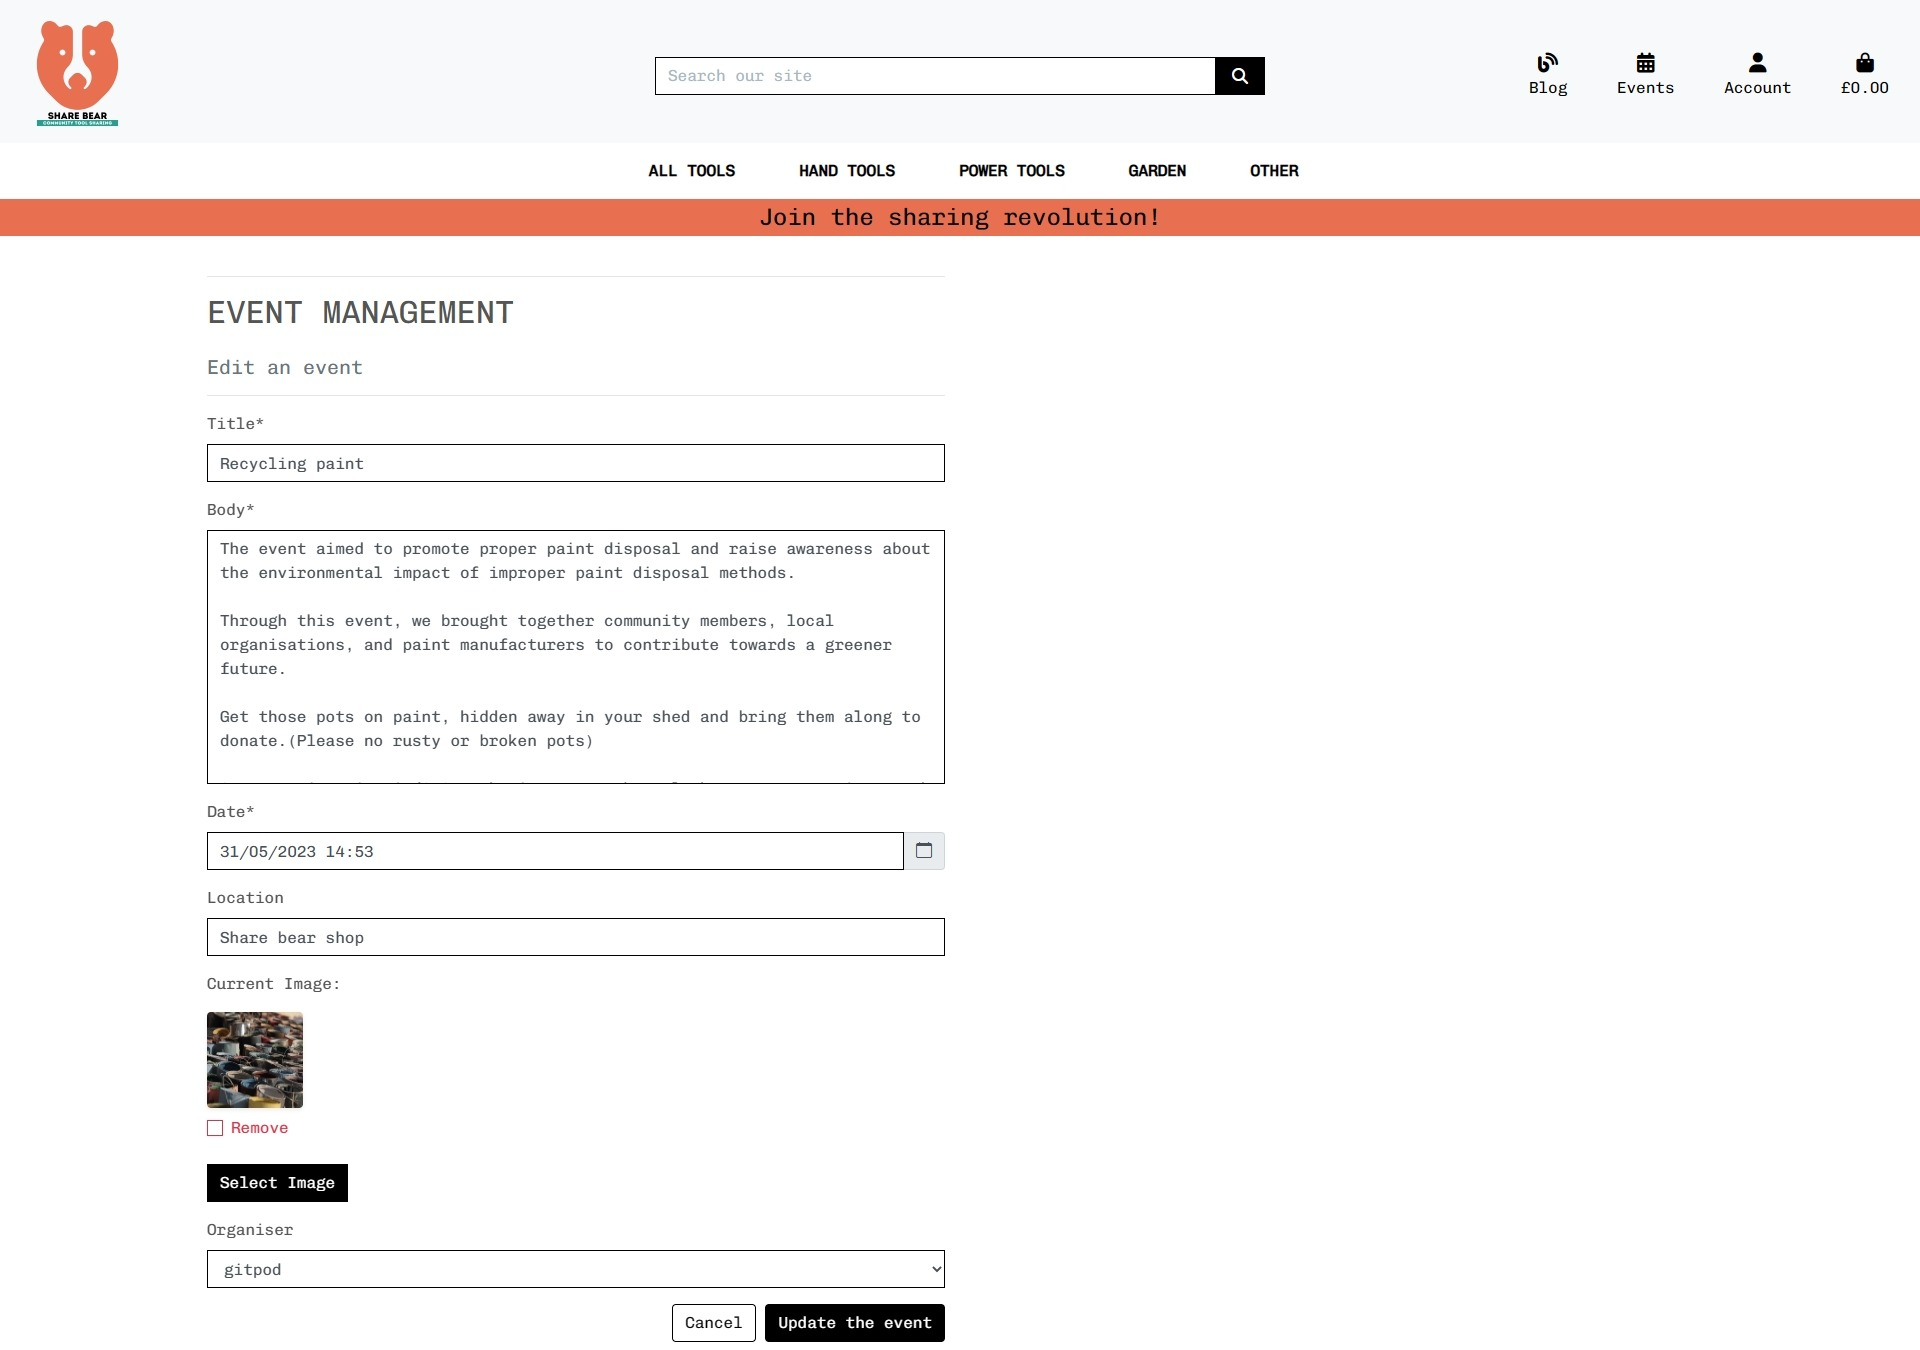 SHARE BEAR
COMMUNITY TOOL SHARING
Search our site
Blog
Events
Account
£0.00
ALL TOOLS
HAND TOOLS
POWER TOOLS
GARDEN
OTHER
Join the sharing revolution!
EVENT MANAGEMENT
Edit an event
Title*
Recycling paint
Body*
The event aimed to promote proper paint disposal and raise awareness about
the environmental impact of improper paint disposal methods.
Through this event, we brought together community members, local
organisations, and paint manufacturers to contribute towards a greener
future.
Get those pots on paint, hidden away in your shed and bring them along to
donate.(Please no rusty or broken pots)
Date*
31/05/2023 14:53
Location
Share bear shop
Current Image:
Remove
Select Image
Organiser
gitpod
Cancel
Update the event